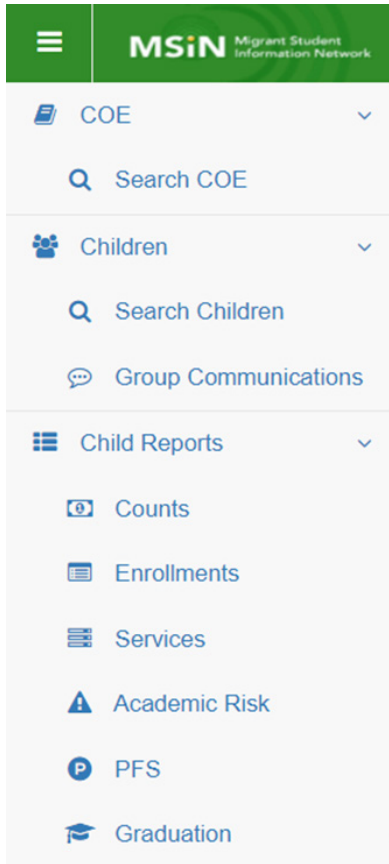 MSiN Migrant Student
Information Network
COE
Search COE
Children
Search Children
Group Communications
Child Reports
Counts
Enrollments
Services
Academic Risk
P PFS
Graduation